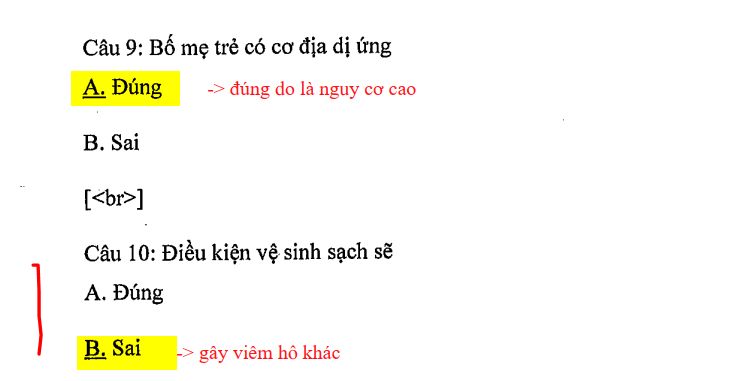 Câu 9: Bố mẹ trẻ có cơ địa dị ứng
A. Đúng -> đúng do là nguy cơ cao
B. Sai
[<br>]
Câu 10: Điều kiện vệ sinh sạch sẽ
A. Đúng
B. Sai -> gây viêm hô khác